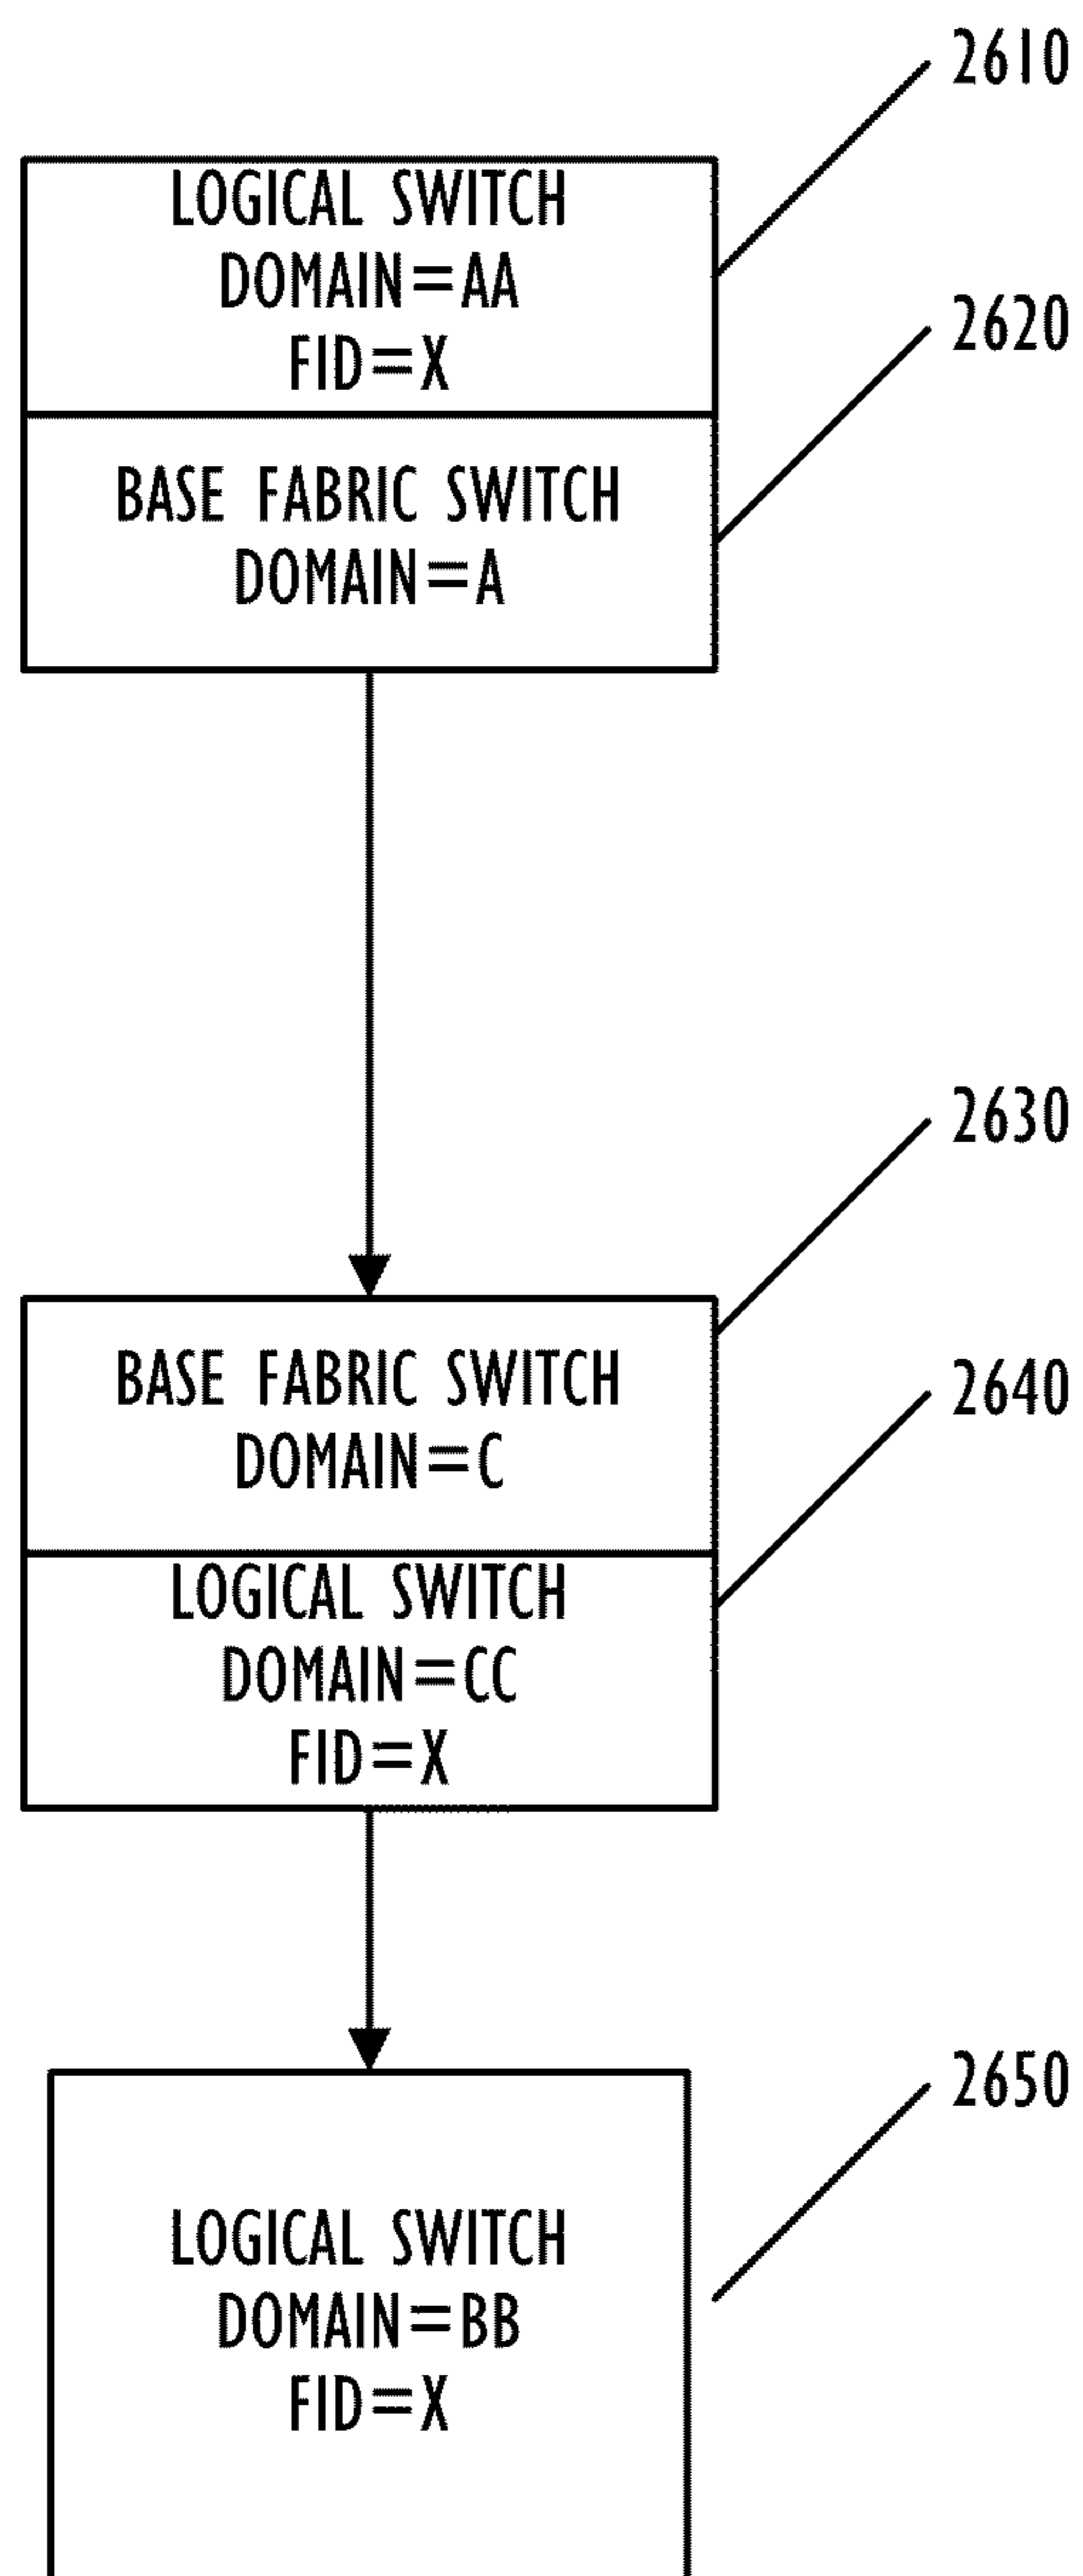 2610
LOGICAL SWITCH
DOMAIN=AA
FID=X
2620
BASE FABRIC SWITCH
DOMAIN=A
2630
BASE FABRIC SWITCH
DOMAIN=C
2640
LOGICAL SWITCH
DOMAIN=CC
FID=X
2650
LOGICAL SWITCH
DOMAIN=BB
FID=X